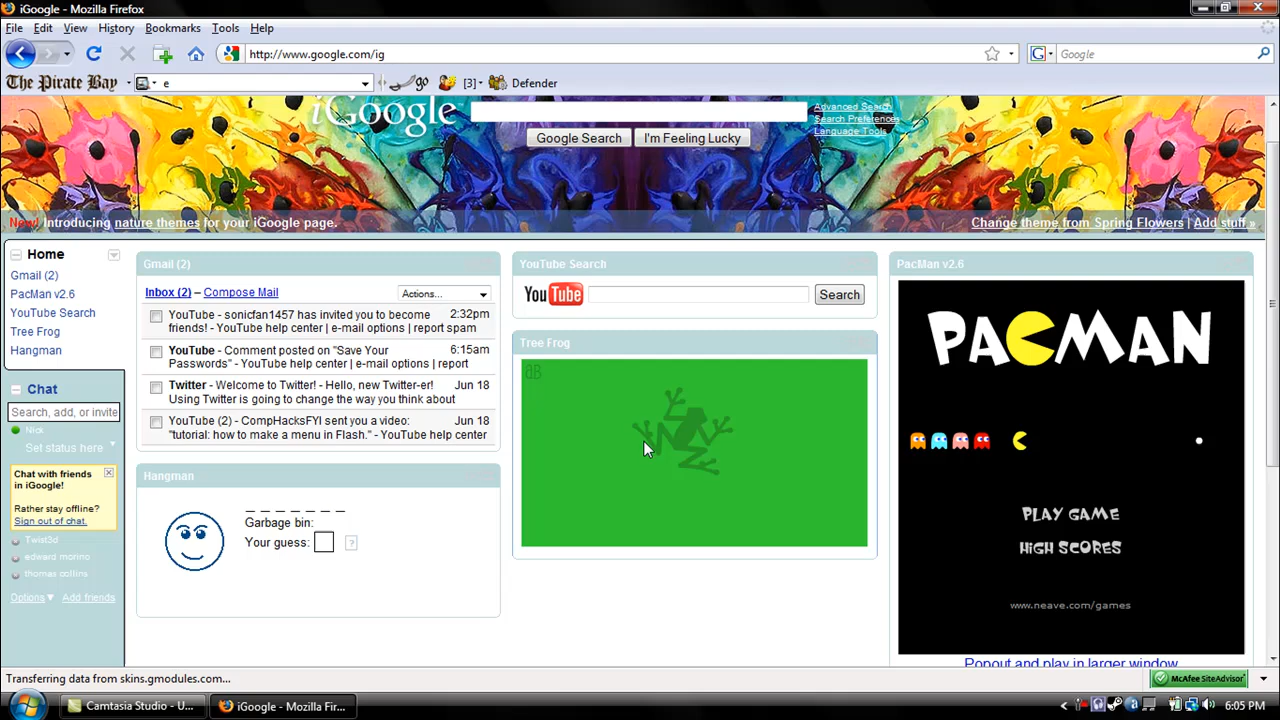 iGoogle - Mozilla Firefox
File Edit View History Bookmarks Tools Help
http://www.google.com/ig
Google
The Pirate Bay e go [3] Defender
iGoogle
Advanced Search
Search Preferences
Language Tools
Google Search I'm Feeling Lucky
New! Introducing nature themes for your iGoogle page.
Change theme from Spring Flowers | Add stuff »
Home
Gmail (2)
PacMan v2.6
YouTube Search
Tree Frog
Hangman
Chat
Search, add, or invite
Nick
Set status here
Chat with friends
in iGoogle!
Rather stay offline?
Sign out of chat.
Twist3d
edward morino
thomas collins
Options Add friends
Gmail (2)
Inbox (2) – Compose Mail Actions...
YouTube - sonicfan1457 has invited you to become 2:32pm
friends! - YouTube help center | e-mail options | report spam
YouTube - Comment posted on "Save Your 6:15am
Passwords" - YouTube help center | e-mail options | report
Twitter - Welcome to Twitter! - Hello, new Twitter-er! Jun 18
Using Twitter is going to change the way you think about
YouTube (2) - CompHacksFYI sent you a video: Jun 18
"tutorial: how to make a menu in Flash." - YouTube help center
Hangman
_ _ _ _ _ _ _
Garbage bin:
Your guess: ?
YouTube Search
YouTube Search
Tree Frog
dB
PacMan v2.6
PACMAN
PLAY GAME
HIGH SCORES
www.neave.com/games
Popout and play in larger window
Transferring data from skins.gmodules.com...
McAfee SiteAdvisor
Camtasia Studio - U...
iGoogle - Mozilla Fir...
6:05 PM